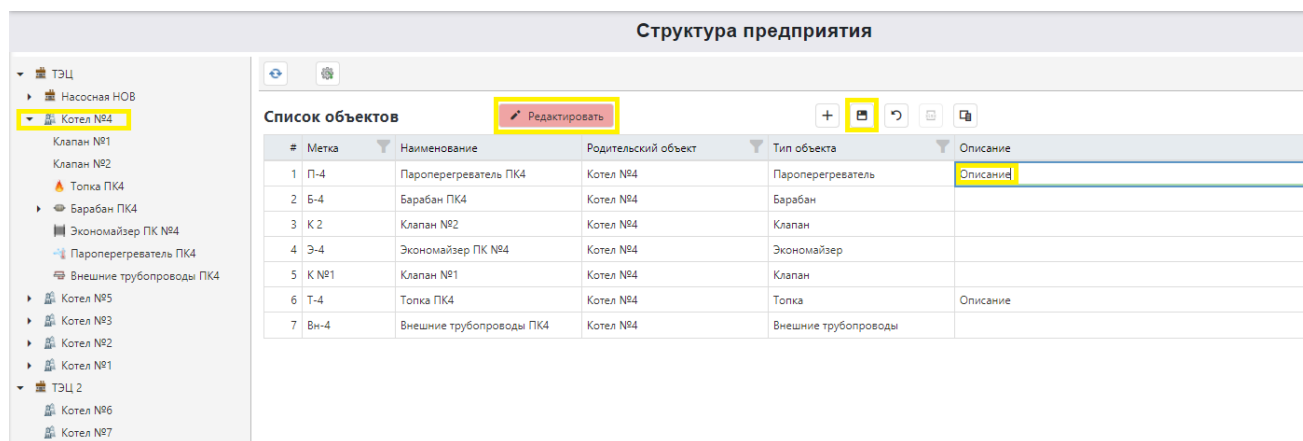 Структура предприятия
ТЭЦ
Насосная НОВ
Котел №4
Клапан №1
Клапан №2
Топка ПК4
Барабан ПК4
Экономайзер ПК №4
Пароперегреватель ПК4
Внешние трубопроводы ПК4
Котел №5
Котел №3
Котел №2
Котел №1
ТЭЦ 2
Котел №6
Котел №7
Список объектов Редактировать
# Метка Наименование Родительский объект Тип объекта Описание
1 П-4 Пароперегреватель ПК4 Котел №4 Пароперегреватель Описание
2 Б-4 Барабан ПК4 Котел №4 Барабан
3 К 2 Клапан №2 Котел №4 Клапан
4 Э-4 Экономайзер ПК №4 Котел №4 Экономайзер
5 К №1 Клапан №1 Котел №4 Клапан
6 Т-4 Топка ПК4 Котел №4 Топка Описание
7 Вн-4 Внешние трубопроводы ПК4 Котел №4 Внешние трубопроводы